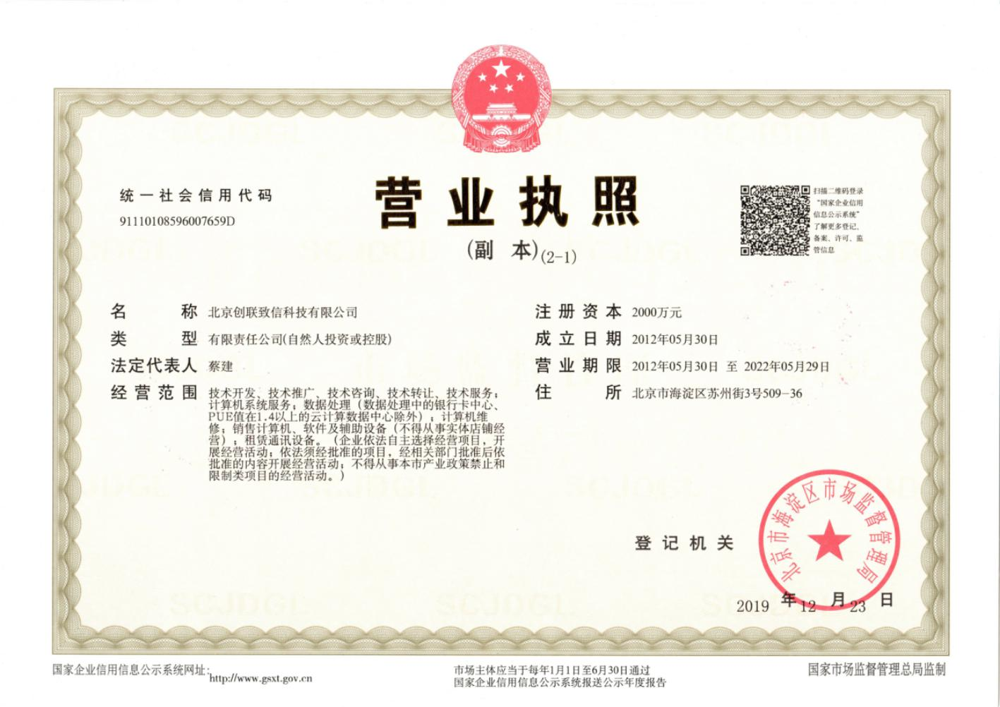 统一社会信用代码
91110108596007659D
营业执照
(副 本)(2-1)
扫描二维码登录
“国家企业信用
信息公示系统”
了解更多登记、
备案、许可、监
管信息
名 称 北京创联致信科技有限公司
类 型 有限责任公司(自然人投资或控股)
法定代表人 蔡建
经营范围 技术开发、技术推广、技术咨询、技术转让、技术服务;
计算机系统服务;数据处理(数据处理中的银行卡中心、
PUE值在1.4以上的云计算数据中心除外);计算机维
修;销售计算机、软件及辅助设备(不得从事实体店铺经
营);租赁通讯设备。(企业依法自主选择经营项目,开
展经营活动;依法须经批准的项目,经相关部门批准后依
批准的内容开展经营活动;不得从事本市产业政策禁止和
限制类项目的经营活动。)
注册资本 2000万元
成立日期 2012年05月30日
营业期限 2012年05月30日 至 2022年05月29日
住 所 北京市海淀区苏州街3号509-36
登记机关
北京市海淀区市场监督管理局
2019 年 12 月 23 日
国家企业信用信息公示系统网址:http://www.gsxt.gov.cn
市场主体应当于每年1月1日至6月30日通过
国家企业信用信息公示系统报送公示年度报告
国家市场监督管理总局监制
SCJDGL